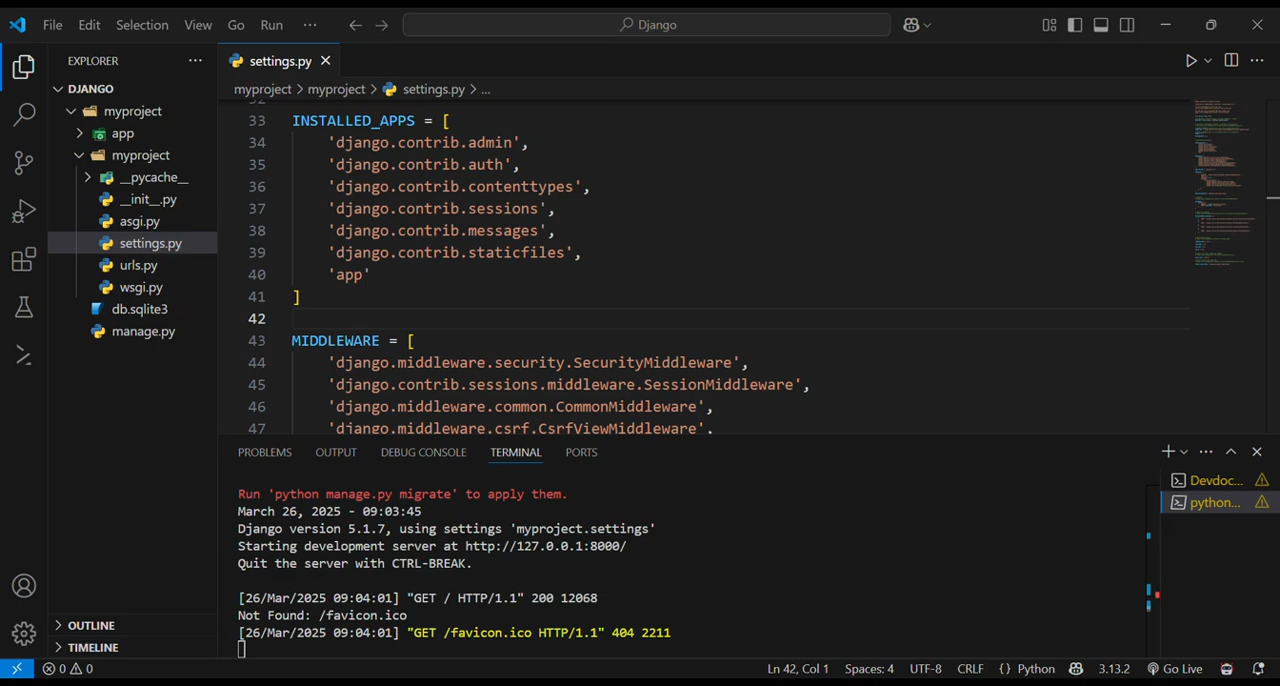 File Edit Selection View Go Run ··· Django
EXPLORER ···
DJANGO
myproject
app
myproject
__pycache__
__init__.py
asgi.py
settings.py
urls.py
wsgi.py
db.sqlite3
manage.py
OUTLINE
TIMELINE
settings.py
myproject > myproject > settings.py > ...
33 INSTALLED_APPS = [
34 'django.contrib.admin',
35 'django.contrib.auth',
36 'django.contrib.contenttypes',
37 'django.contrib.sessions',
38 'django.contrib.messages',
39 'django.contrib.staticfiles',
40 'app'
41 ]
42
43 MIDDLEWARE = [
44 'django.middleware.security.SecurityMiddleware',
45 'django.contrib.sessions.middleware.SessionMiddleware',
46 'django.middleware.common.CommonMiddleware',
47 'django.middleware.csrf.CsrfViewMiddleware',
PROBLEMS OUTPUT DEBUG CONSOLE TERMINAL PORTS
Run 'python manage.py migrate' to apply them.
March 26, 2025 - 09:03:45
Django version 5.1.7, using settings 'myproject.settings'
Starting development server at http://127.0.0.1:8000/
Quit the server with CTRL-BREAK.
[26/Mar/2025 09:04:01] "GET / HTTP/1.1" 200 12068
Not Found: /favicon.ico
[26/Mar/2025 09:04:01] "GET /favicon.ico HTTP/1.1" 404 2211
Devdoc...
python...
0 0 Ln 42, Col 1 Spaces: 4 UTF-8 CRLF {} Python 3.13.2 Go Live